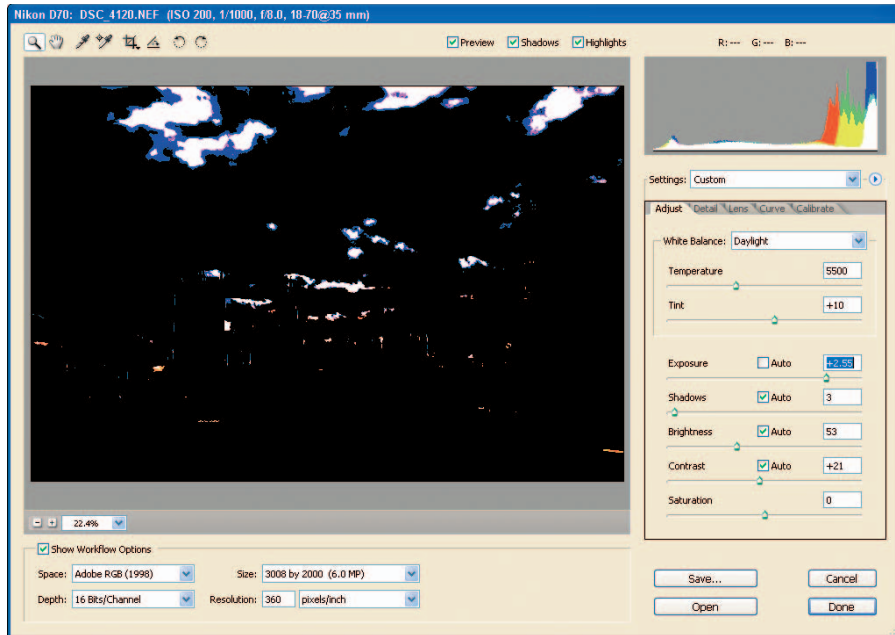 Nikon D70: DSC_4120.NEF (ISO 200, 1/1000, f/8.0, 18-70@35 mm)
Preview Shadows Highlights R: --- G: --- B: ---
Settings: Custom
Adjust Detail Lens Curve Calibrate
White Balance: Daylight
Temperature 5500
Tint +10
Exposure Auto +2.55
Shadows Auto 3
Brightness Auto 53
Contrast Auto +21
Saturation 0
22.4%
Show Workflow Options
Space: Adobe RGB (1998) Size: 3008 by 2000 (6.0 MP)
Depth: 16 Bits/Channel Resolution: 360 pixels/inch
Save... Cancel
Open Done